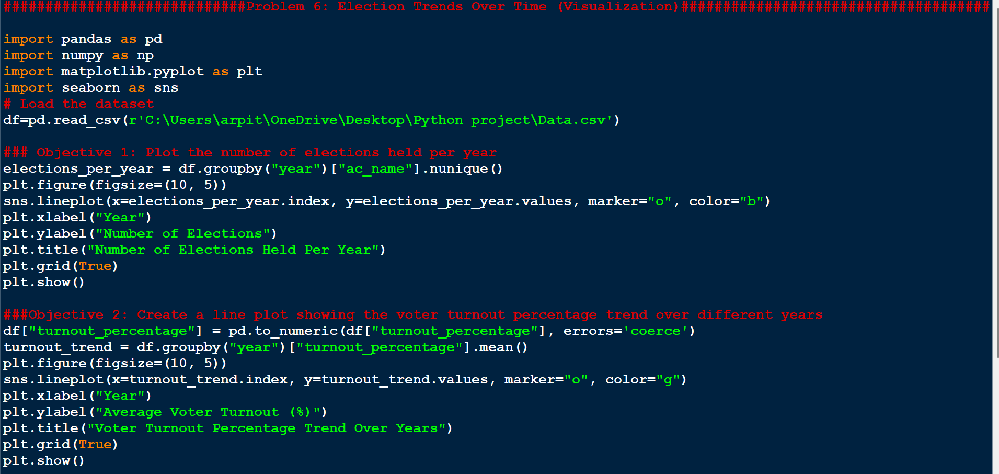 #############################Problem 6: Election Trends Over Time (Visualization)#####################################
import pandas as pd
import numpy as np
import matplotlib.pyplot as plt
import seaborn as sns
# Load the dataset
df=pd.read_csv(r'C:\Users\arpit\OneDrive\Desktop\Python project\Data.csv')
### Objective 1: Plot the number of elections held per year
elections_per_year = df.groupby("year")["ac_name"].nunique()
plt.figure(figsize=(10, 5))
sns.lineplot(x=elections_per_year.index, y=elections_per_year.values, marker="o", color="b")
plt.xlabel("Year")
plt.ylabel("Number of Elections")
plt.title("Number of Elections Held Per Year")
plt.grid(True)
plt.show()
###Objective 2: Create a line plot showing the voter turnout percentage trend over different years
df["turnout_percentage"] = pd.to_numeric(df["turnout_percentage"], errors='coerce')
turnout_trend = df.groupby("year")["turnout_percentage"].mean()
plt.figure(figsize=(10, 5))
sns.lineplot(x=turnout_trend.index, y=turnout_trend.values, marker="o", color="g")
plt.xlabel("Year")
plt.ylabel("Average Voter Turnout (%)")
plt.title("Voter Turnout Percentage Trend Over Years")
plt.grid(True)
plt.show()